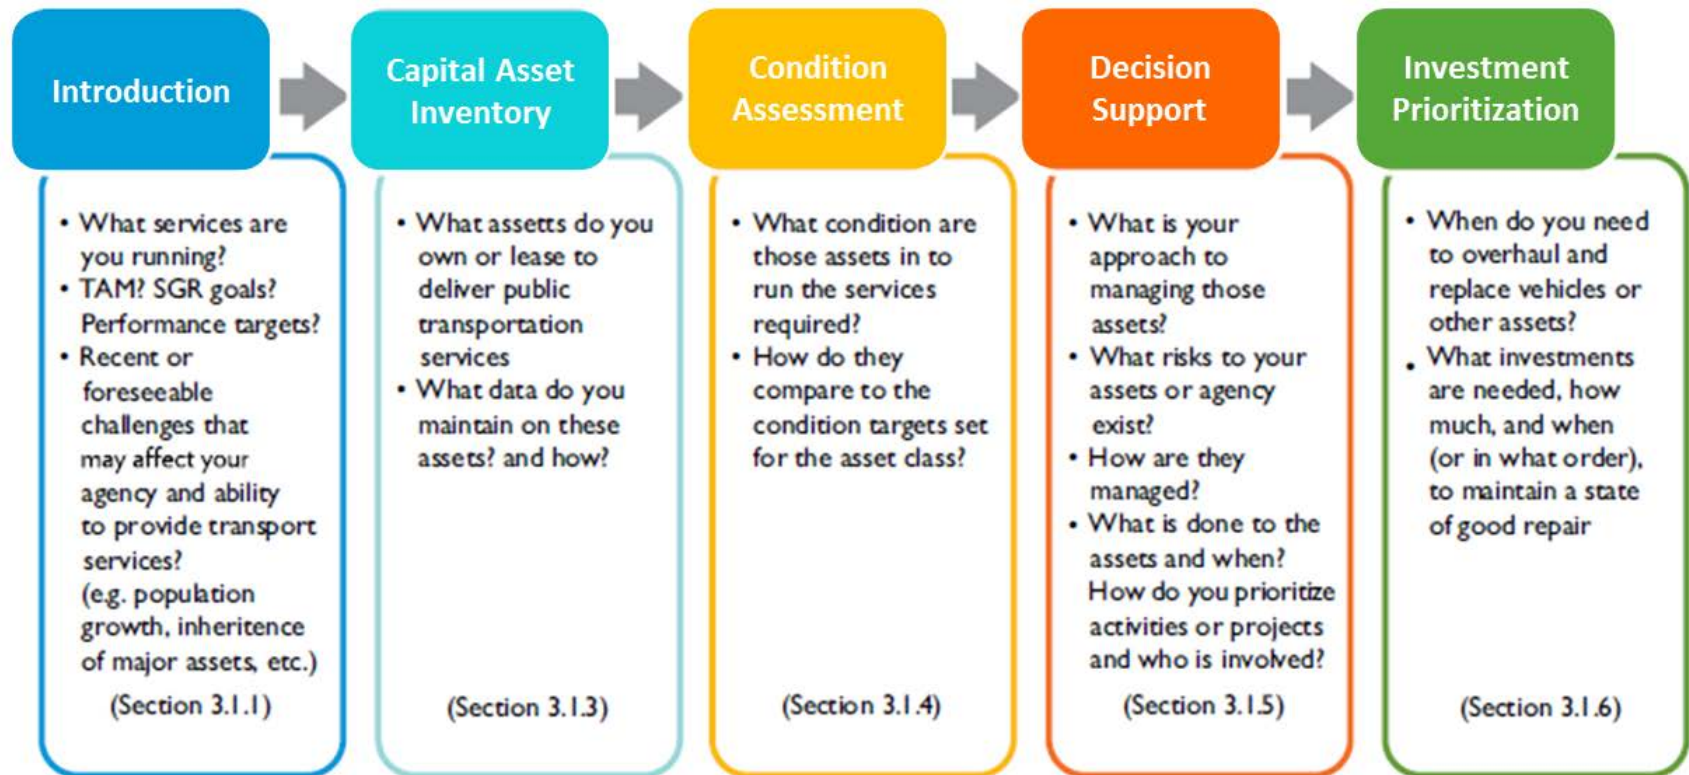 Introduction
Capital Asset
Inventory
Condition
Assessment
Decision
Support
Investment
Prioritization
• What services are
you running?
• TAM? SGR goals?
Performance targets?
• Recent or
foreseeable
challenges that
may affect your
agency and ability
to provide transport
services?
(e.g. population
growth, inheritence
of major assets, etc.)
(Section 3.1.1)
• What assetts do you
own or lease to
deliver public
transportation
services
• What data do you
maintain on these
assets? and how?
(Section 3.1.3)
• What condition are
those assets in to
run the services
required?
• How do they
compare to the
condition targets set
for the asset class?
(Section 3.1.4)
• What is your
approach to
managing those
assets?
• What risks to your
assets or agency
exist?
• How are they
managed?
• What is done to the
assets and when?
How do you prioritize
activities or projects
and who is involved?
(Section 3.1.5)
• When do you need
to overhaul and
replace vehicles or
other assets?
• What investments
are needed, how
much, and when
(or in what order),
to maintain a state
of good repair
(Section 3.1.6)